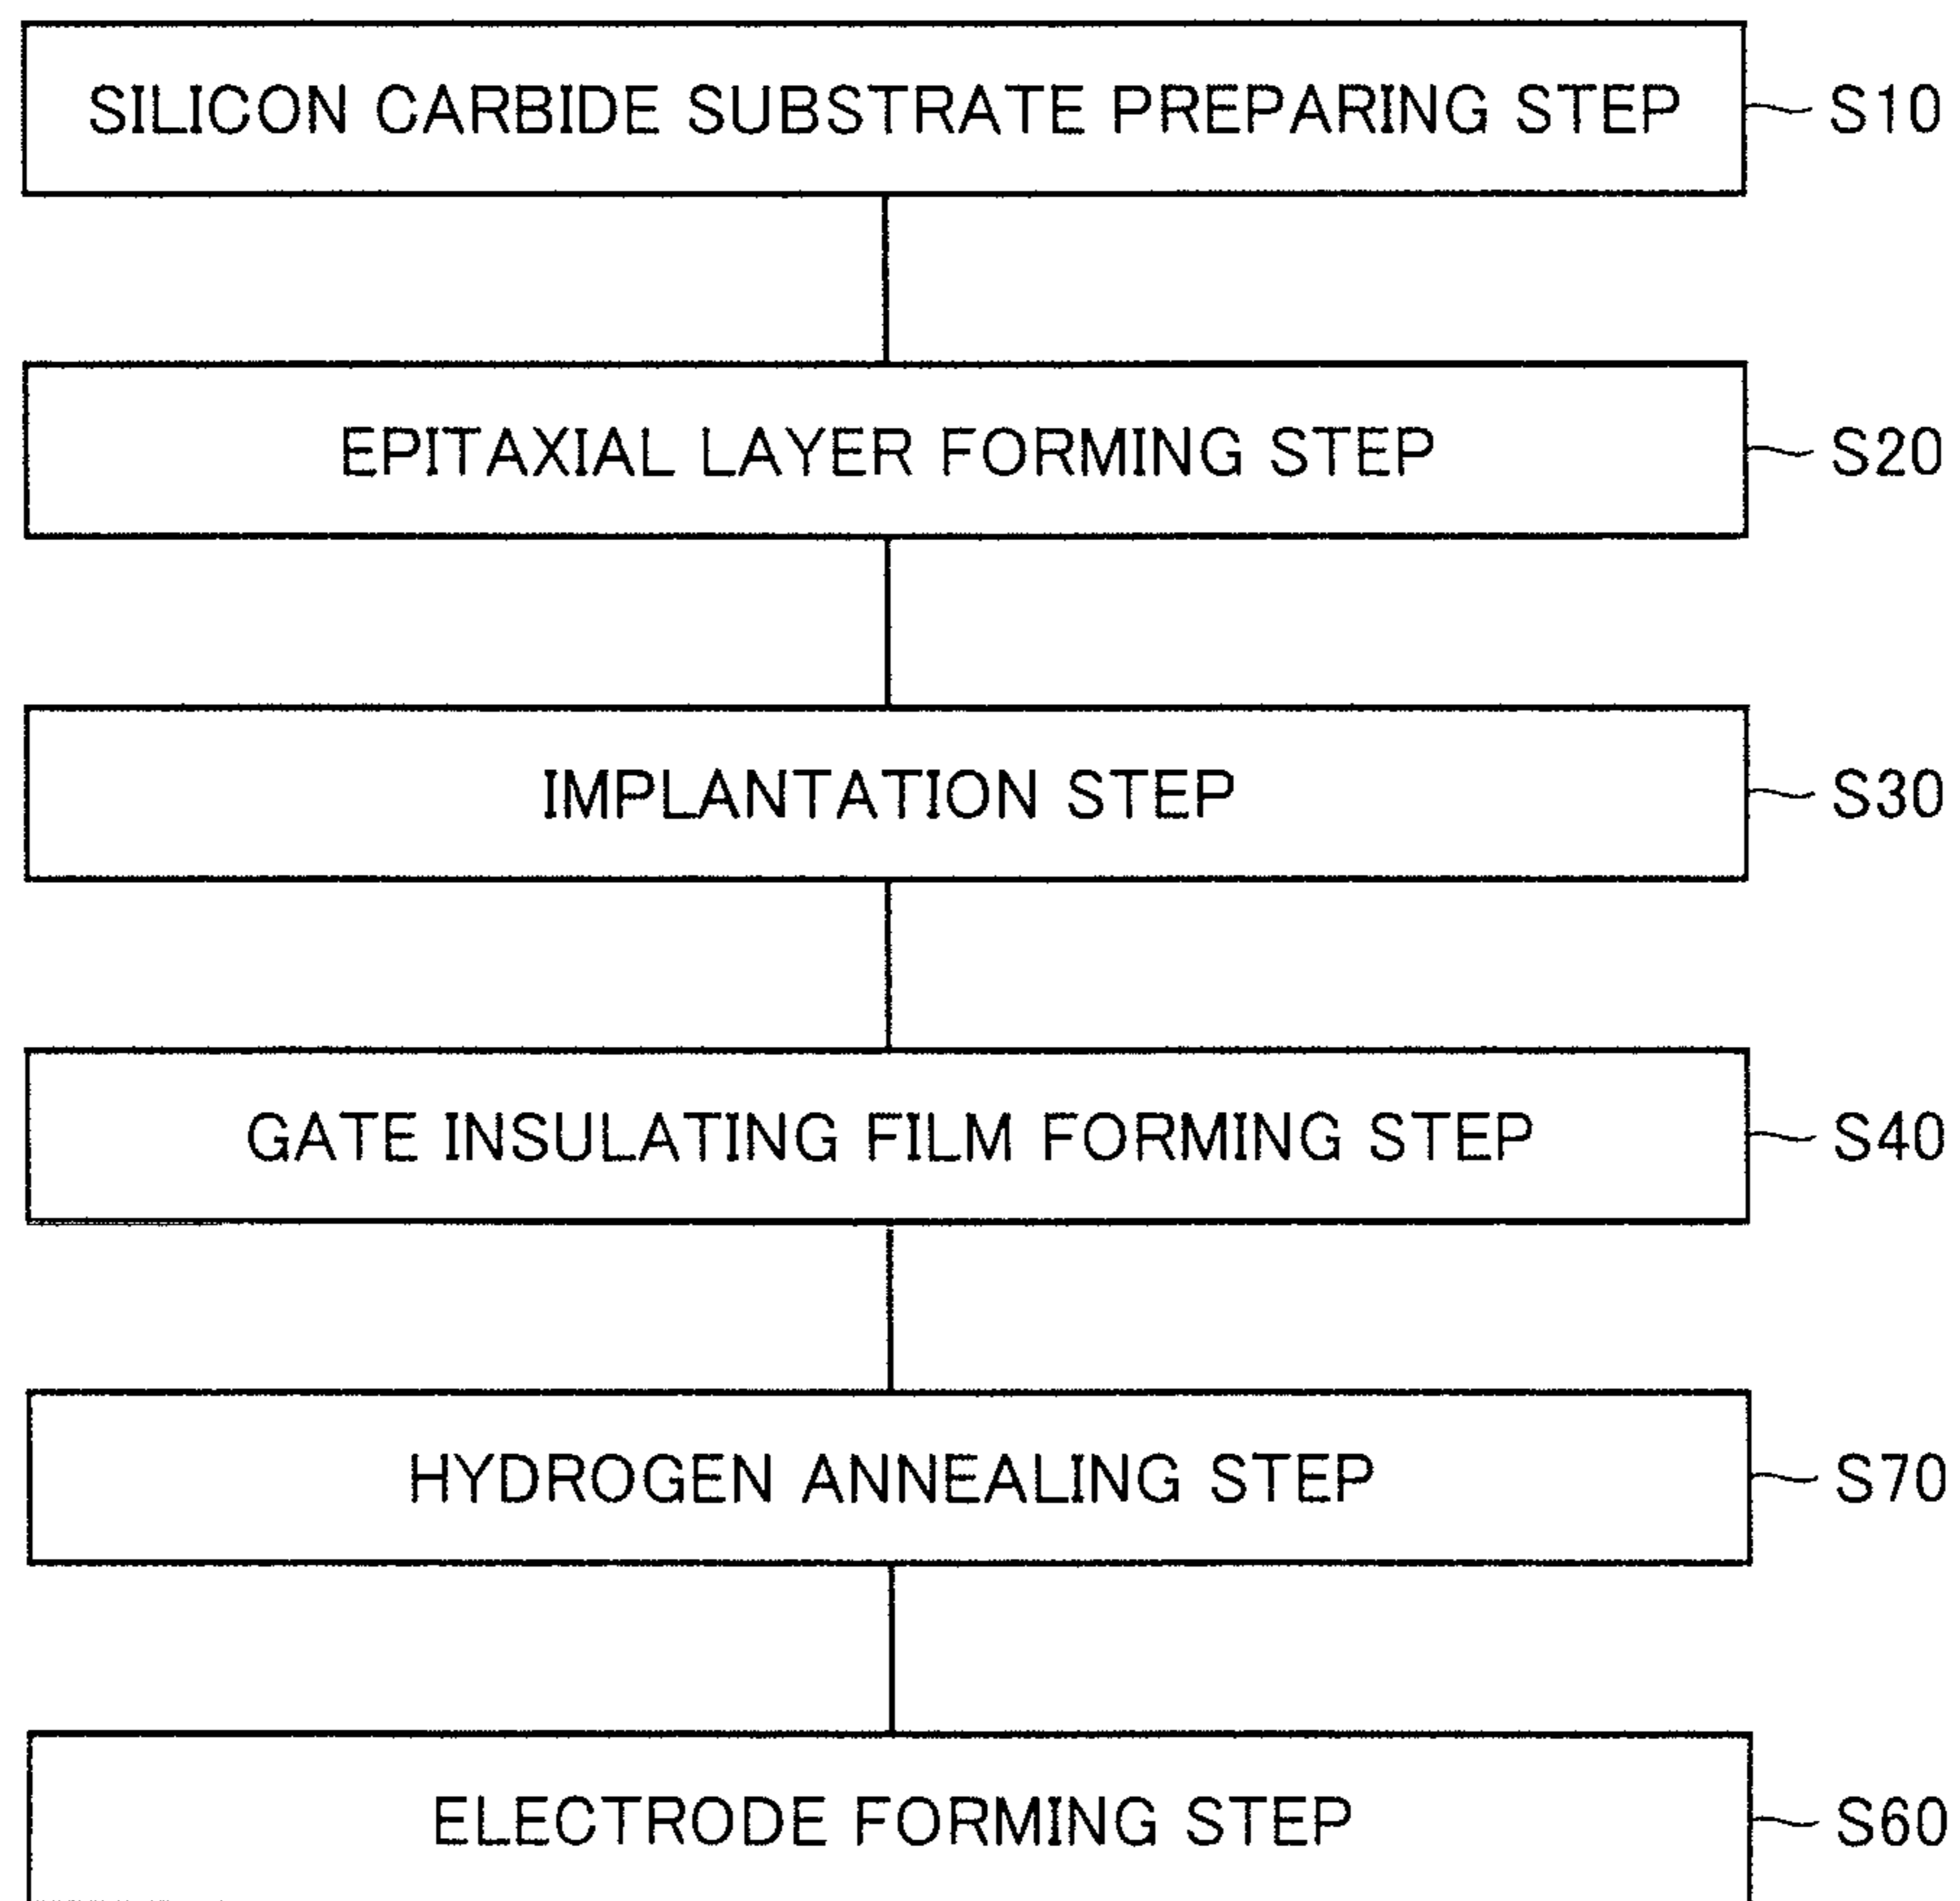 SILICON CARBIDE SUBSTRATE PREPARING STEP S10
EPITAXIAL LAYER FORMING STEP S20
IMPLANTATION STEP S30
GATE INSULATING FILM FORMING STEP S40
HYDROGEN ANNEALING STEP S70
ELECTRODE FORMING STEP S60